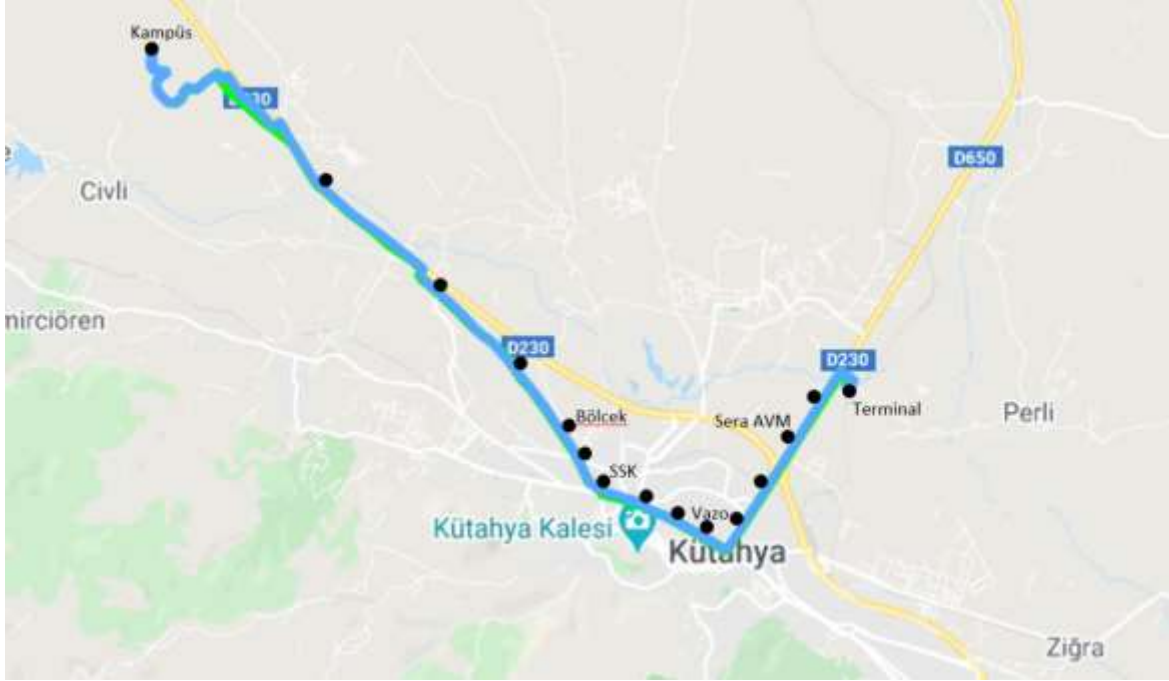 Kampüs
D230
D650
Civli
mirciören
D230
D230
Bölcek
Sera AVM
Terminal
Perli
SSK
Vazo
Kütahya Kalesi
Kütahya
Ziğra